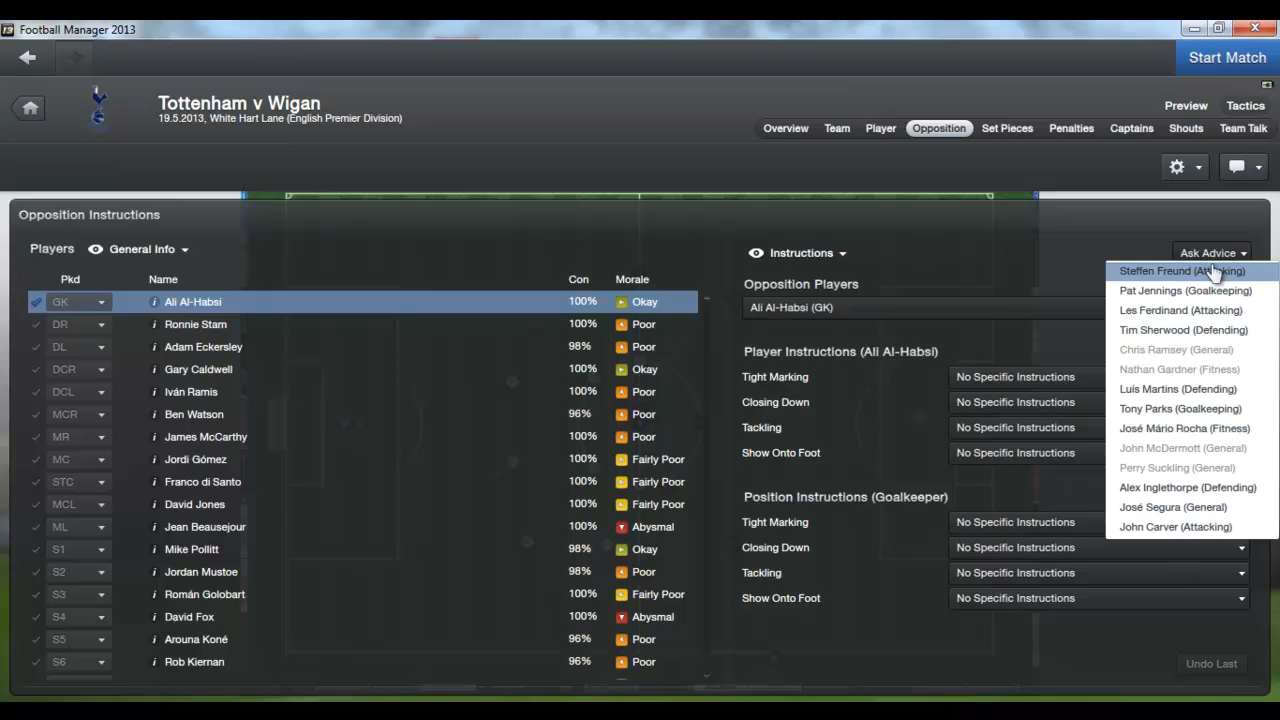 Football Manager 2013
Start Match
Tottenham v Wigan
19.5.2013, White Hart Lane (English Premier Division)
Preview Tactics
Overview Team Player Opposition Set Pieces Penalties Captains Shouts Team Talk
Opposition Instructions
Players General Info
Pkd Name Con Morale
GK i Ali Al-Habsi 100% Okay
DR i Ronnie Stam 100% Poor
DL i Adam Eckersley 98% Poor
DCR i Gary Caldwell 100% Okay
DCL i Iván Ramis 100% Poor
MCR i Ben Watson 96% Poor
MR i James McCarthy 100% Poor
MC i Jordi Gómez 100% Fairly Poor
STC i Franco di Santo 100% Fairly Poor
MCL i David Jones 100% Fairly Poor
ML i Jean Beausejour 100% Abysmal
S1 i Mike Pollitt 98% Okay
S2 i Jordan Mustoe 98% Poor
S3 i Román Golobart 100% Fairly Poor
S4 i David Fox 100% Abysmal
S5 i Arouna Koné 96% Poor
S6 i Rob Kiernan 96% Poor
Instructions
Ask Advice
Opposition Players
Ali Al-Habsi (GK)
Player Instructions (Ali Al-Habsi)
Tight Marking No Specific Instructions
Closing Down No Specific Instructions
Tackling No Specific Instructions
Show Onto Foot No Specific Instructions
Position Instructions (Goalkeeper)
Tight Marking No Specific Instructions
Closing Down No Specific Instructions
Tackling No Specific Instructions
Show Onto Foot No Specific Instructions
Steffen Freund (Attacking)
Pat Jennings (Goalkeeping)
Les Ferdinand (Attacking)
Tim Sherwood (Defending)
Chris Ramsey (General)
Nathan Gardner (Fitness)
Luís Martins (Defending)
Tony Parks (Goalkeeping)
José Mário Rocha (Fitness)
John McDermott (General)
Perry Suckling (General)
Alex Inglethorpe (Defending)
José Segura (General)
John Carver (Attacking)
Undo Last